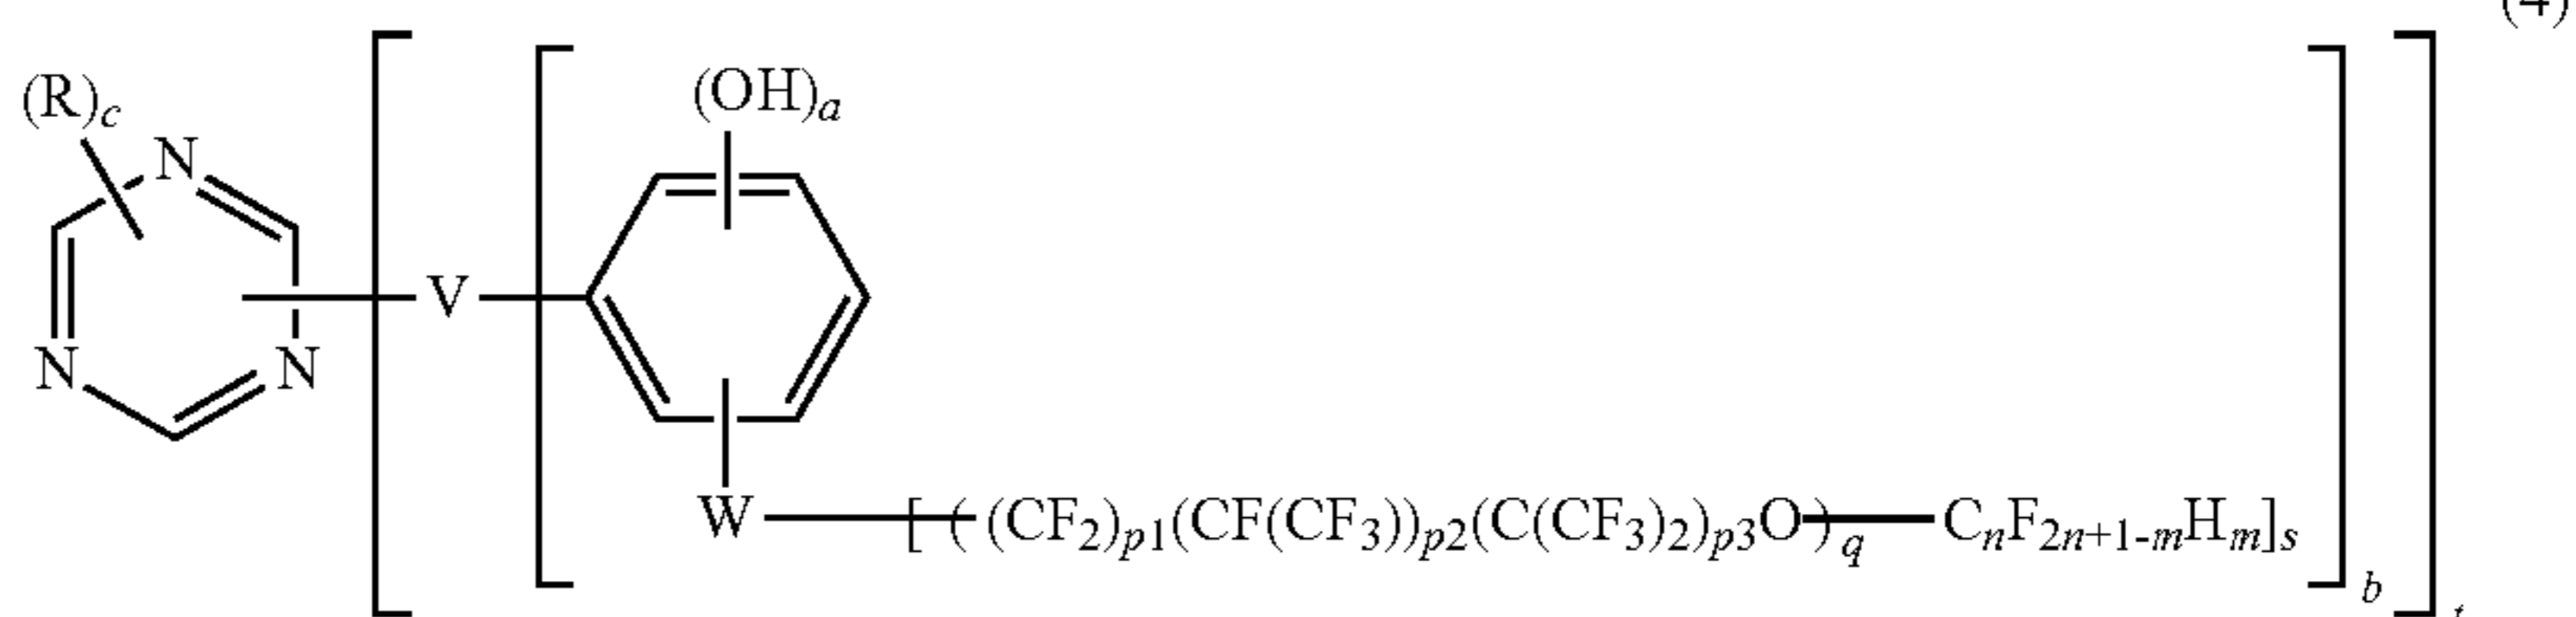 (4)
(R)c
(OH)a
N
V
N N
W [ ( (CF2)p1(CF(CF3))p2(C(CF3)2)p3O )q CnF2n+1-mHm]s
b
t